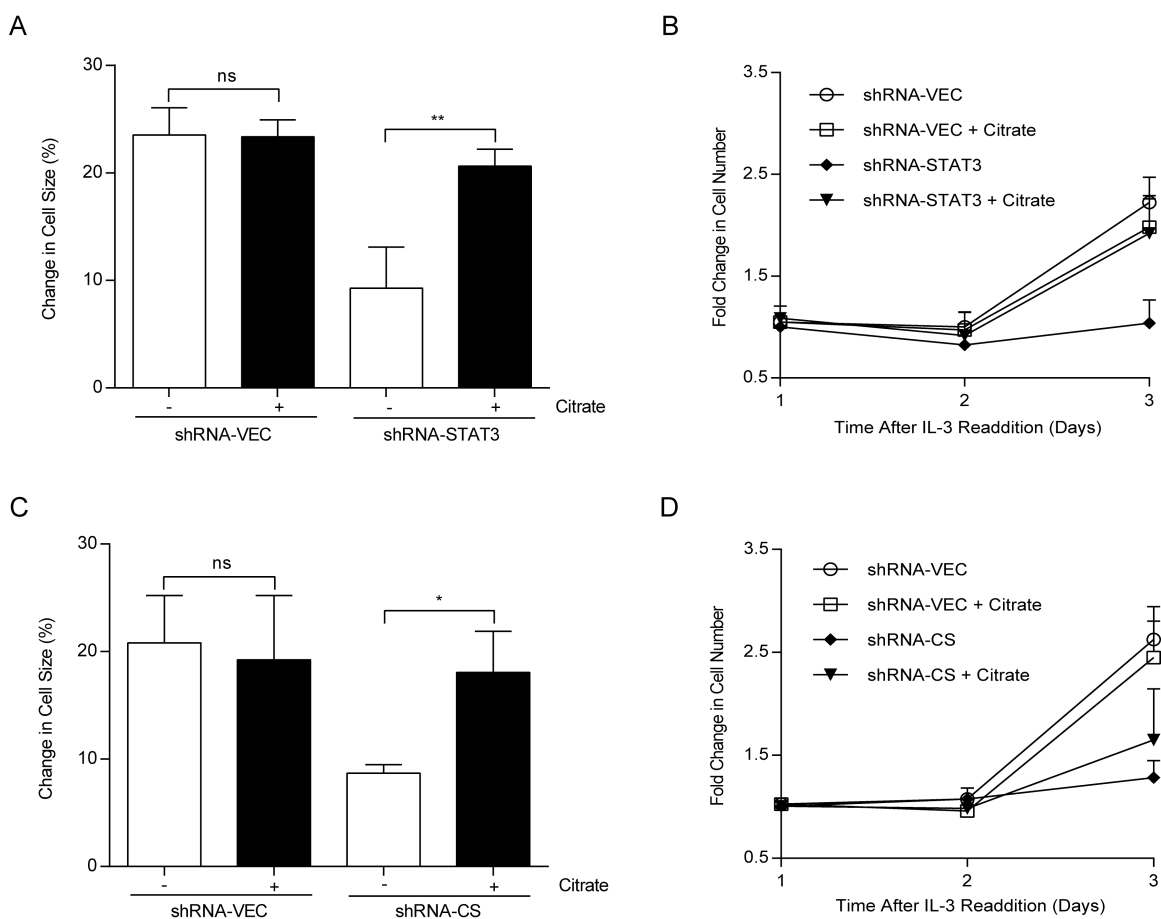 A
Change in Cell Size (%)
30
20
10
0
ns
**
- + - + Citrate
shRNA-VEC shRNA-STAT3
B
Fold Change in Cell Number
3.5
2.5
1.5
0.5
shRNA-VEC
shRNA-VEC + Citrate
shRNA-STAT3
shRNA-STAT3 + Citrate
1 2 3
Time After IL-3 Readdition (Days)
C
Change in Cell Size (%)
30
20
10
0
ns
*
- + - + Citrate
shRNA-VEC shRNA-CS
D
Fold Change in Cell Number
3.5
2.5
1.5
0.5
shRNA-VEC
shRNA-VEC + Citrate
shRNA-CS
shRNA-CS + Citrate
1 2 3
Time After IL-3 Readdition (Days)